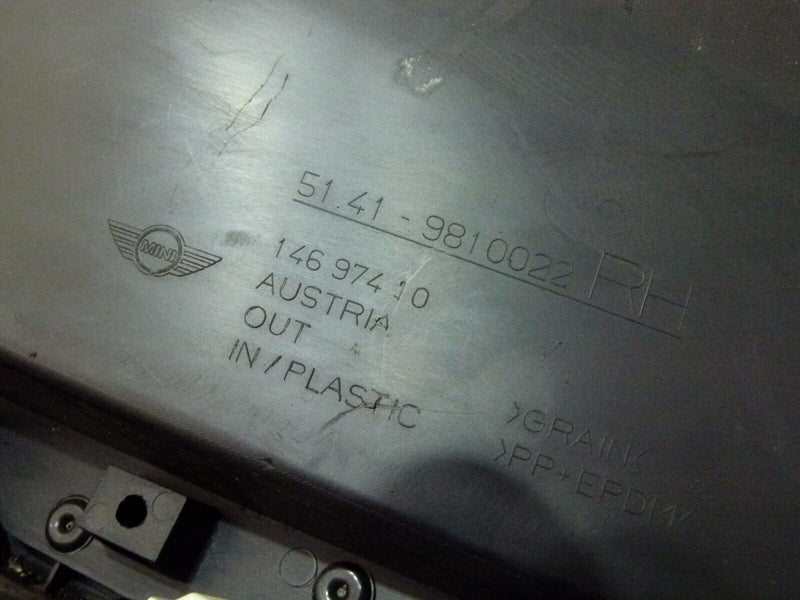 51.41 - 9810022 RH
MINI
146 974 10
AUSTRIA
OUT
IN / PLASTIC
>GRAIN<
>PP+EPDM<